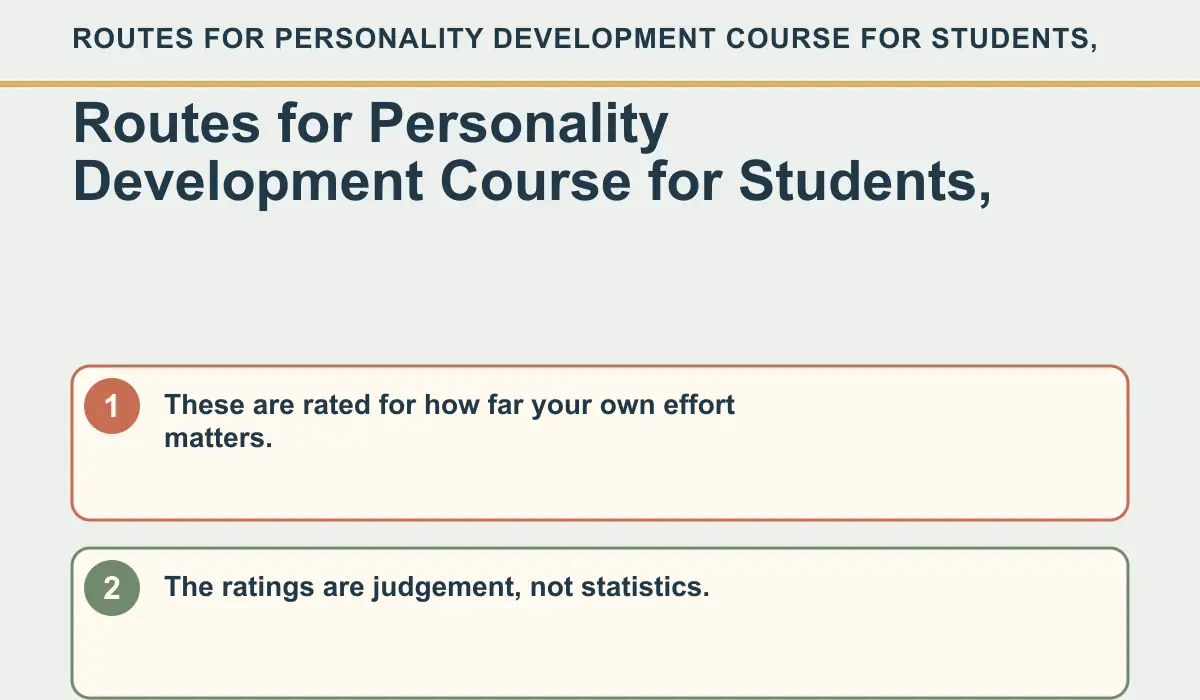 ROUTES FOR PERSONALITY DEVELOPMENT COURSE FOR STUDENTS,
Routes for Personality
Development Course for Students,
1
These are rated for how far your own effort
matters.
2
The ratings are judgement, not statistics.